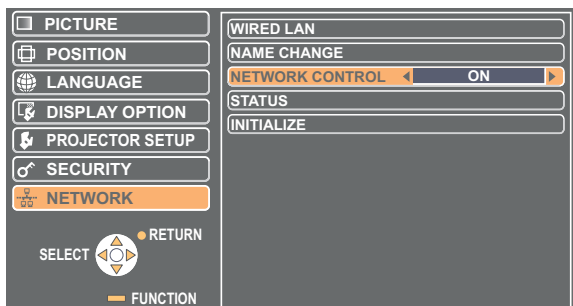 PICTURE
POSITION
LANGUAGE
DISPLAY OPTION
PROJECTOR SETUP
SECURITY
NETWORK
RETURN
SELECT
FUNCTION
WIRED LAN
NAME CHANGE
NETWORK CONTROL ON
STATUS
INITIALIZE